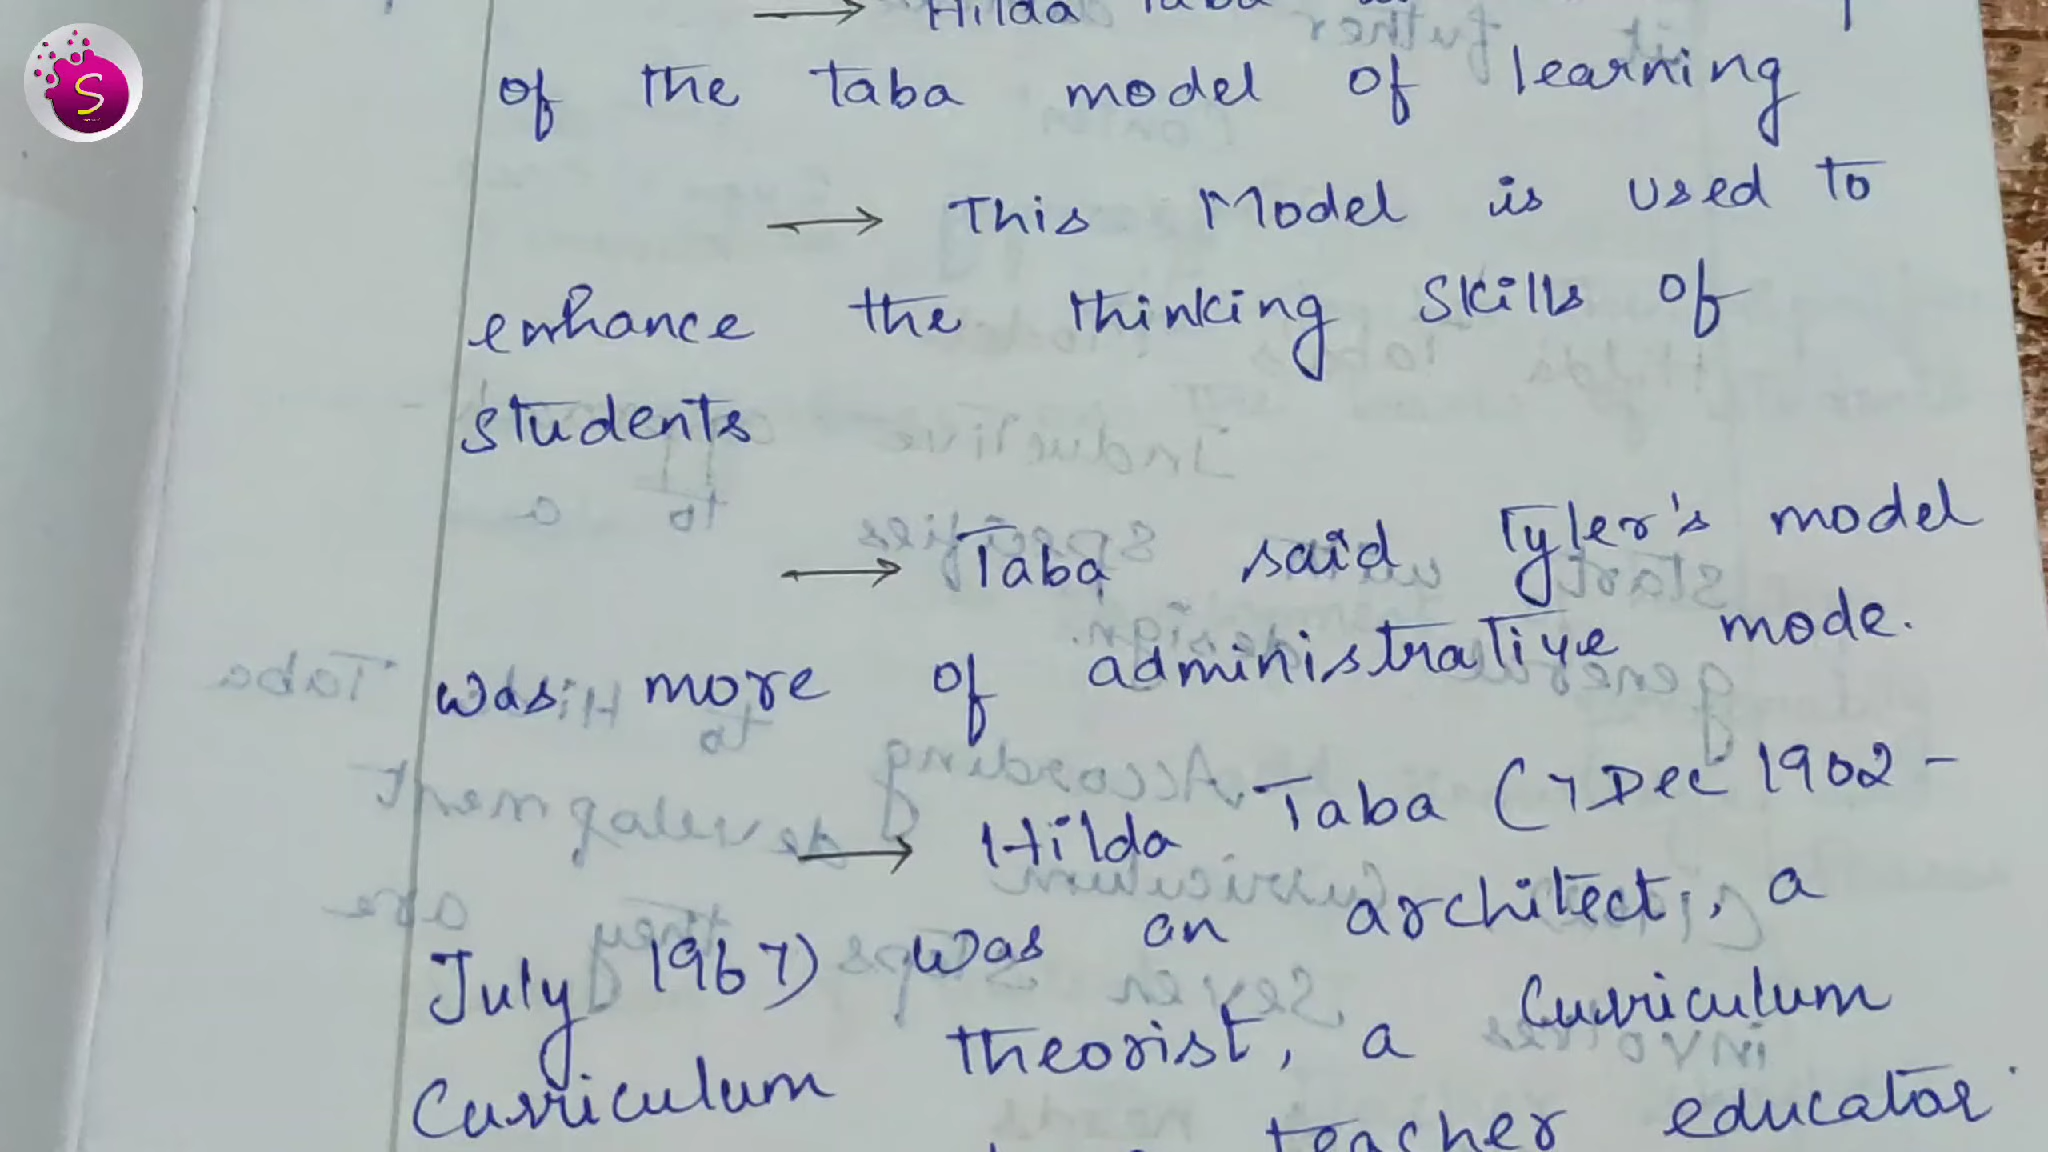 S
→ Hilda Taba
of the taba model of learning
→ This Model is used to
enhance the thinking skills of
students
→ Taba said Tyler's model
was more of administrative mode.
→ Hilda Taba (7 Dec 1902 -
July 1967) was an architect, a
Curriculum theorist, a Curriculum
teacher educator